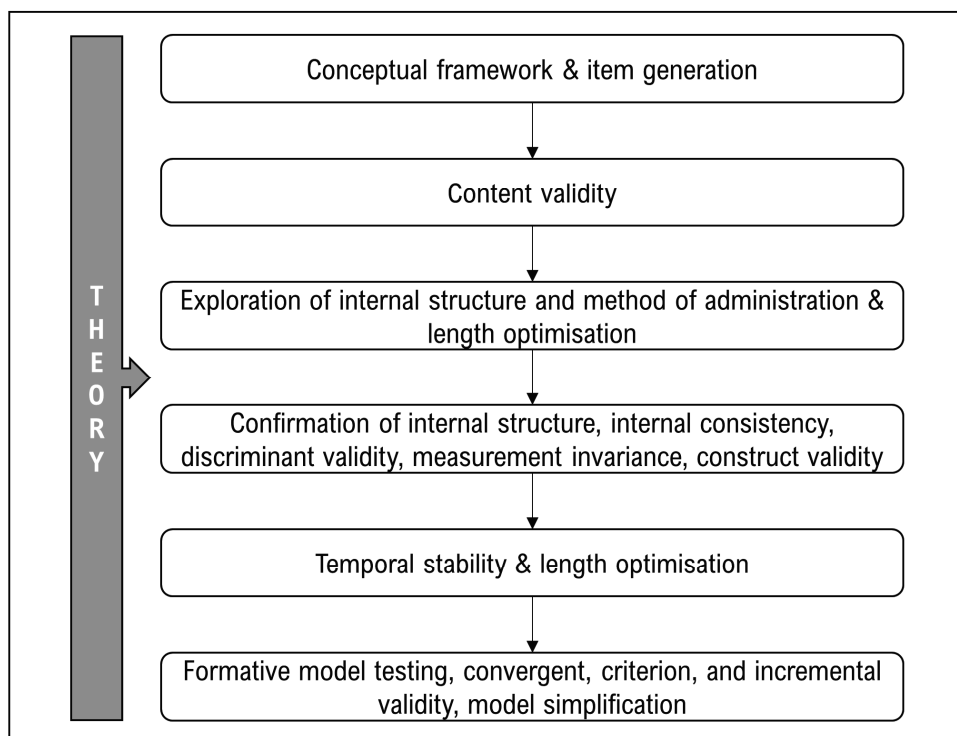 THEORY
Conceptual framework & item generation
Content validity
Exploration of internal structure and method of administration &
length optimisation
Confirmation of internal structure, internal consistency,
discriminant validity, measurement invariance, construct validity
Temporal stability & length optimisation
Formative model testing, convergent, criterion, and incremental
validity, model simplification